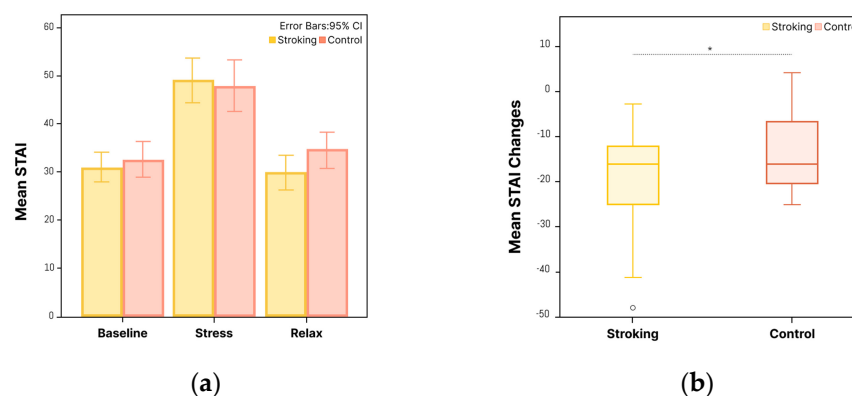 Error Bars:95% CI
Stroking Control
60
50
40
30
20
10
0
Mean STAI
Baseline Stress Relax
(a)
Stroking Contro
*
10
0
-10
-20
-30
-40
-50
Mean STAI Changes
Stroking Control
(b)